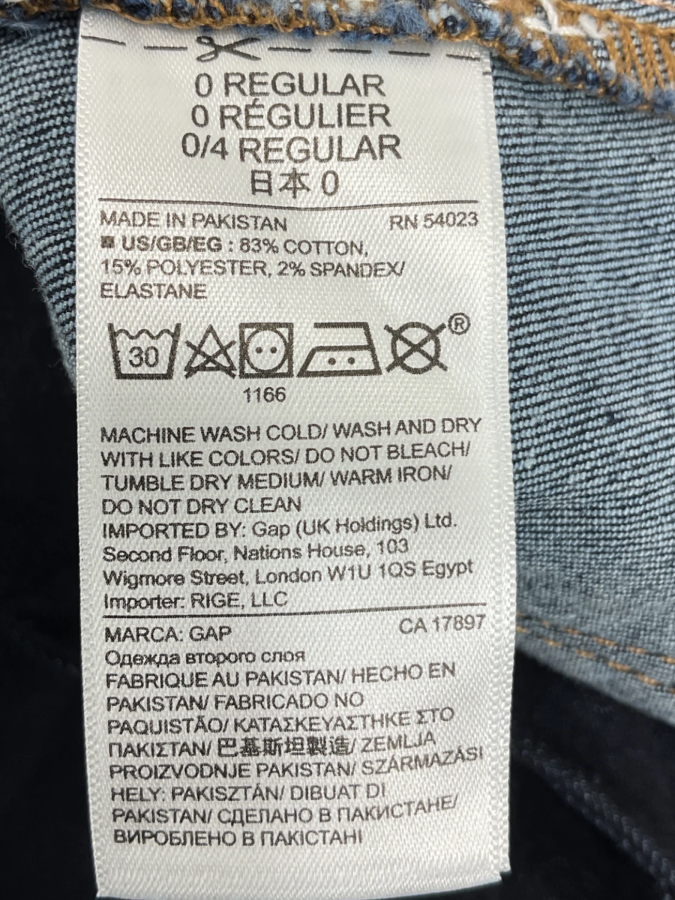 0 REGULAR
0 RÉGULIER
0/4 REGULAR
日本 0
MADE IN PAKISTAN RN 54023
US/GB/EG : 83% COTTON,
15% POLYESTER, 2% SPANDEX/
ELASTANE
30
®
1166
MACHINE WASH COLD/ WASH AND DRY
WITH LIKE COLORS/ DO NOT BLEACH/
TUMBLE DRY MEDIUM/ WARM IRON/
DO NOT DRY CLEAN
IMPORTED BY: Gap (UK Holdings) Ltd.
Second Floor, Nations House, 103
Wigmore Street, London W1U 1QS Egypt
Importer: RIGE, LLC
MARCA: GAP CA 17897
Одежда второго слоя
FABRIQUE AU PAKISTAN/ HECHO EN
PAKISTAN/ FABRICADO NO
PAQUISTÃO/ ΚΑΤΑΣΚΕΥΑΣΤΗΚΕ ΣΤΟ
ΠΑΚΙΣΤΑΝ/ 巴基斯坦製造/ ZEMLJA
PROIZVODNJE PAKISTAN/ SZÁRMAZÁSI
HELY: PAKISZTÁN/ DIBUAT DI
PAKISTAN/ СДЕЛАНО В ПАКИСТАНЕ/
ВИРОБЛЕНО В ПАКІСТАНІ